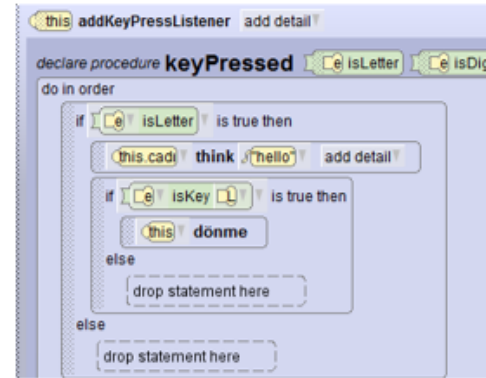 this addKeyPressListener add detail
declare procedure keyPressed e isLetter e isDig
do in order
if e isLetter is true then
this.cadı think "hello" add detail
if e isKey L is true then
this dönme
else
drop statement here
else
drop statement here